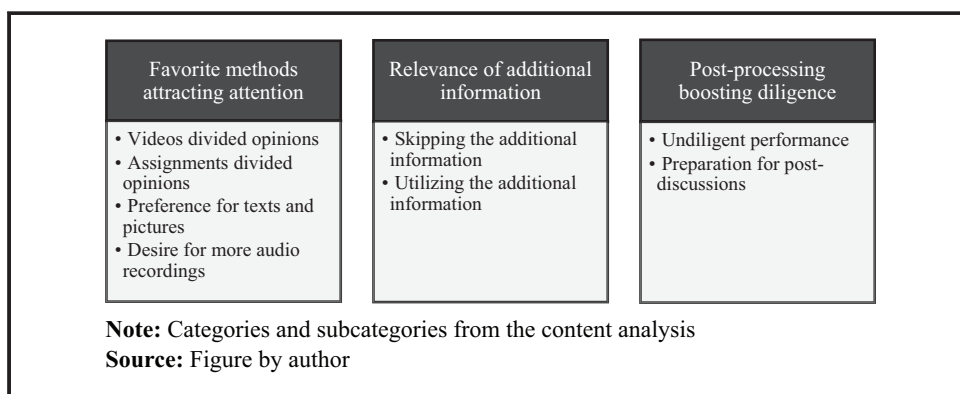 Favorite methods
attracting attention
• Videos divided opinions
• Assignments divided
opinions
• Preference for texts and
pictures
• Desire for more audio
recordings
Relevance of additional
information
• Skipping the additional
information
• Utilizing the additional
information
Post-processing
boosting diligence
• Undiligent performance
• Preparation for post-
discussions
Note: Categories and subcategories from the content analysis
Source: Figure by author